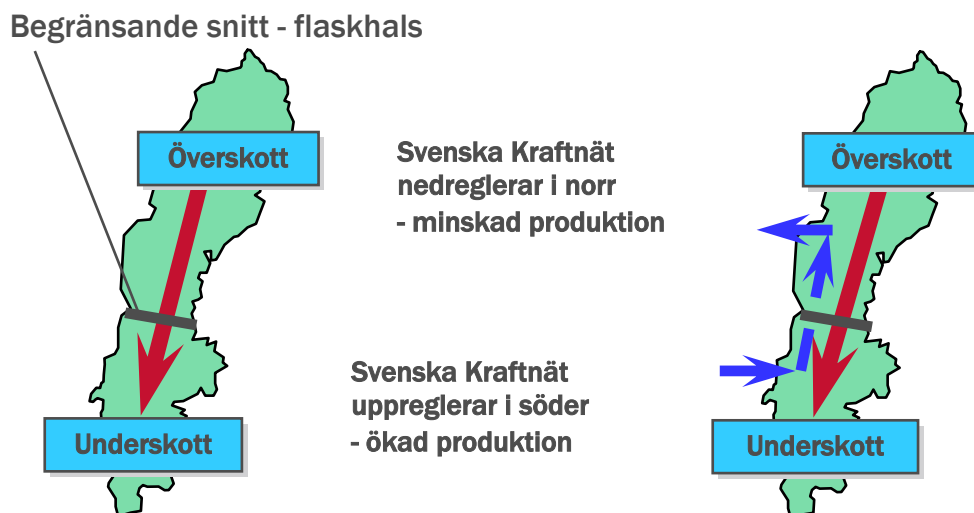 Begränsande snitt - flaskhals
Överskott
Svenska Kraftnät
nedreglerar i norr
- minskad produktion
Överskott
Svenska Kraftnät
uppreglerar i söder
- ökad produktion
Underskott
Underskott